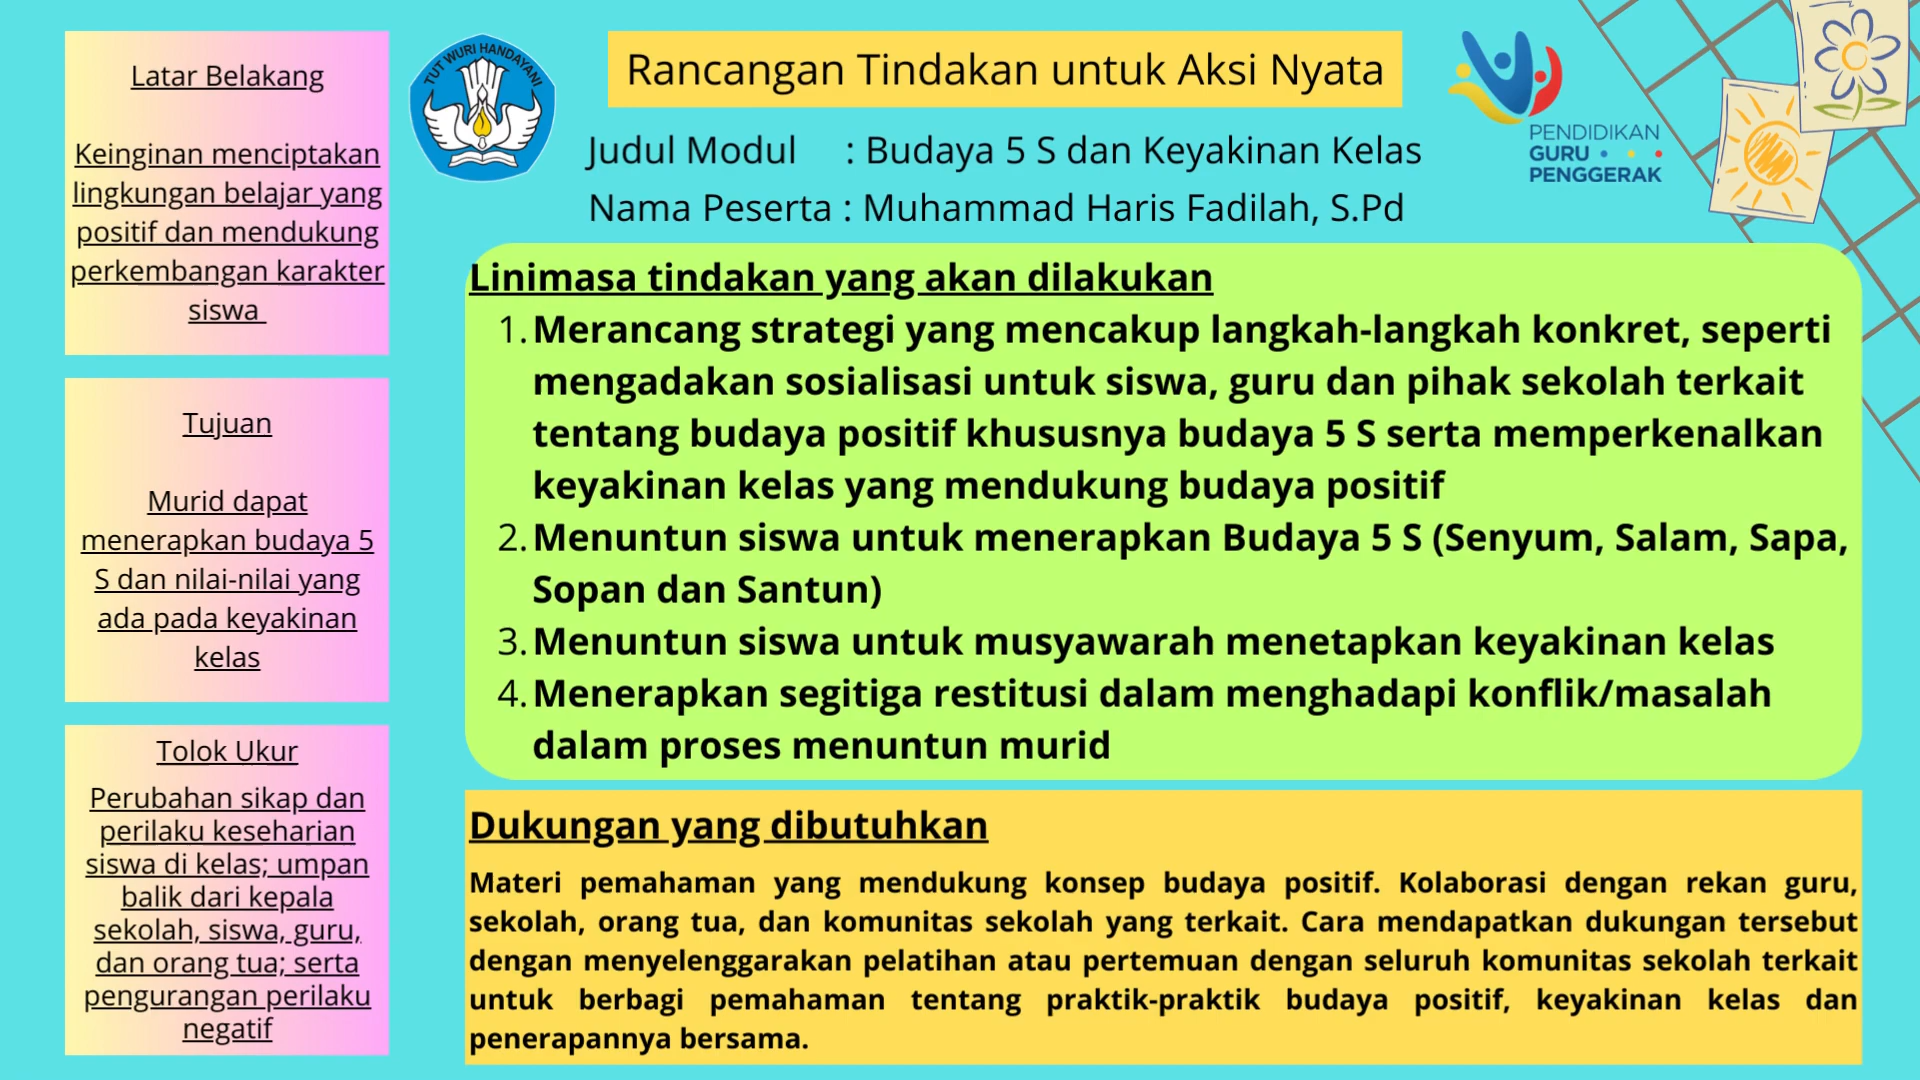 Latar Belakang
Keinginan menciptakan
lingkungan belajar yang
positif dan mendukung
perkembangan karakter
siswa
Tujuan
Murid dapat
menerapkan budaya 5
S dan nilai-nilai yang
ada pada keyakinan
kelas
Tolok Ukur
Perubahan sikap dan
perilaku keseharian
siswa di kelas; umpan
balik dari kepala
sekolah, siswa, guru,
dan orang tua; serta
pengurangan perilaku
negatif
TUT WURI HANDAYANI
Rancangan Tindakan untuk Aksi Nyata
Judul Modul : Budaya 5 S dan Keyakinan Kelas
Nama Peserta : Muhammad Haris Fadilah, S.Pd
PENDIDIKAN
GURU
PENGGERAK
Linimasa tindakan yang akan dilakukan
1. Merancang strategi yang mencakup langkah-langkah konkret, seperti
mengadakan sosialisasi untuk siswa, guru dan pihak sekolah terkait
tentang budaya positif khususnya budaya 5 S serta memperkenalkan
keyakinan kelas yang mendukung budaya positif
2. Menuntun siswa untuk menerapkan Budaya 5 S (Senyum, Salam, Sapa,
Sopan dan Santun)
3. Menuntun siswa untuk musyawarah menetapkan keyakinan kelas
4. Menerapkan segitiga restitusi dalam menghadapi konflik/masalah
dalam proses menuntun murid
Dukungan yang dibutuhkan
Materi pemahaman yang mendukung konsep budaya positif. Kolaborasi dengan rekan guru,
sekolah, orang tua, dan komunitas sekolah yang terkait. Cara mendapatkan dukungan tersebut
dengan menyelenggarakan pelatihan atau pertemuan dengan seluruh komunitas sekolah terkait
untuk berbagi pemahaman tentang praktik-praktik budaya positif, keyakinan kelas dan
penerapannya bersama.